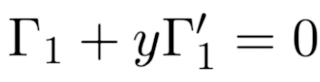 Γ₁ + yΓ′₁ = 0